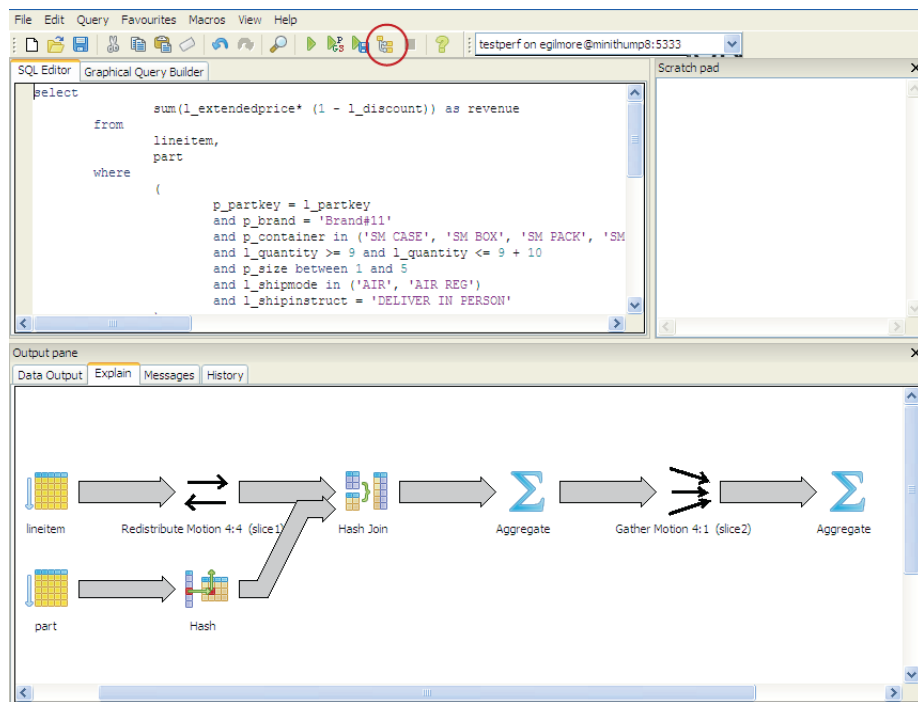 File Edit Query Favourites Macros View Help
testperf on egilmore@minithump8:5333
SQL Editor Graphical Query Builder
Scratch pad
select
sum(l_extendedprice* (1 - l_discount)) as revenue
from
lineitem,
part
where
(
p_partkey = l_partkey
and p_brand = 'Brand#11'
and p_container in ('SM CASE', 'SM BOX', 'SM PACK', 'SM
and l_quantity >= 9 and l_quantity <= 9 + 10
and p_size between 1 and 5
and l_shipmode in ('AIR', 'AIR REG')
and l_shipinstruct = 'DELIVER IN PERSON'
Output pane
Data Output Explain Messages History
lineitem Redistribute Motion 4:4 (slice1) Hash Join Aggregate Gather Motion 4:1 (slice2) Aggregate
part Hash